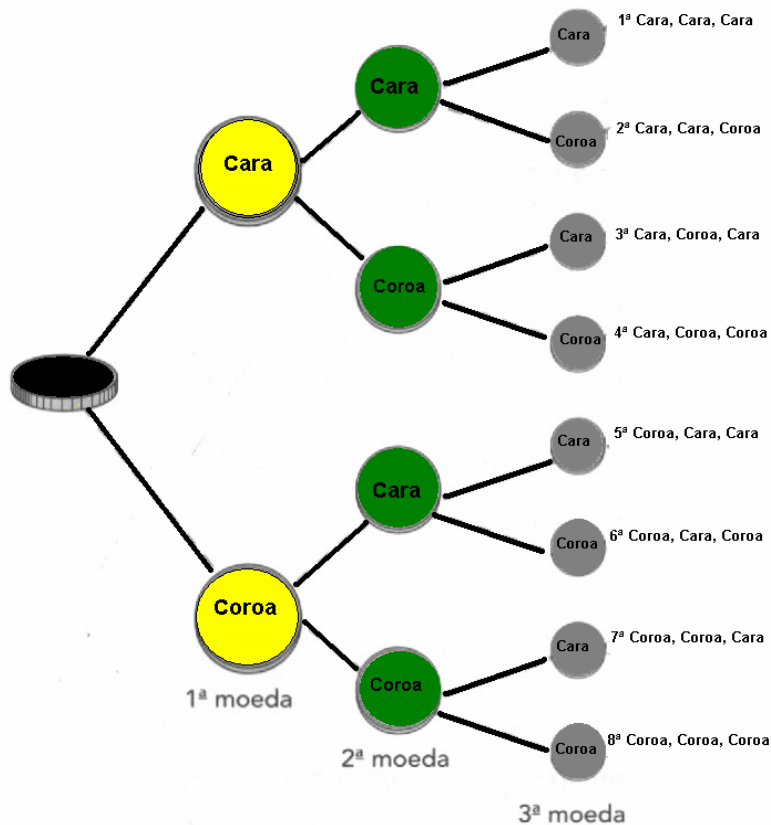 Cara
1ª Cara, Cara, Cara
Cara
Coroa
2ª Cara, Cara, Coroa
Cara
Cara
3ª Cara, Coroa, Cara
Coroa
Coroa
4ª Cara, Coroa, Coroa
Cara
5ª Coroa, Cara, Cara
Cara
Coroa
6ª Coroa, Cara, Coroa
Coroa
Cara
7ª Coroa, Coroa, Cara
Coroa
Coroa
8ª Coroa, Coroa, Coroa
1ª moeda
2ª moeda
3ª moeda